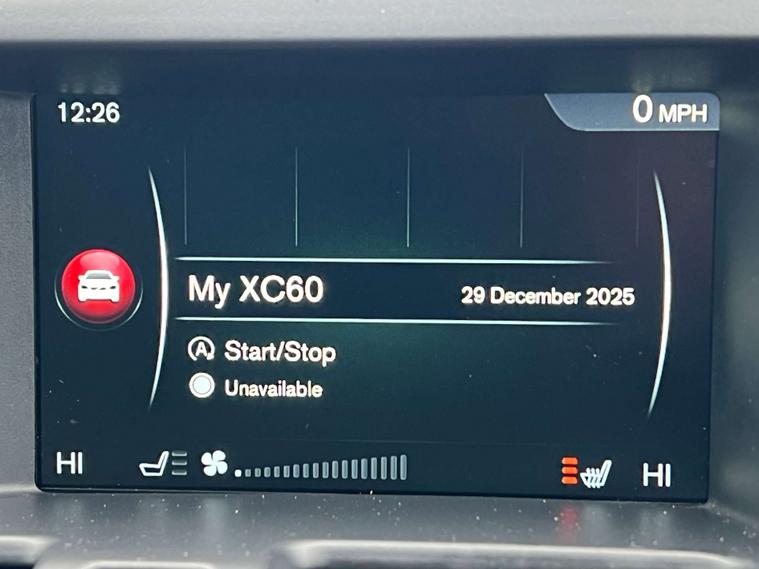 12:26
0 MPH
My XC60
29 December 2025
A Start/Stop
Unavailable
HI
HI